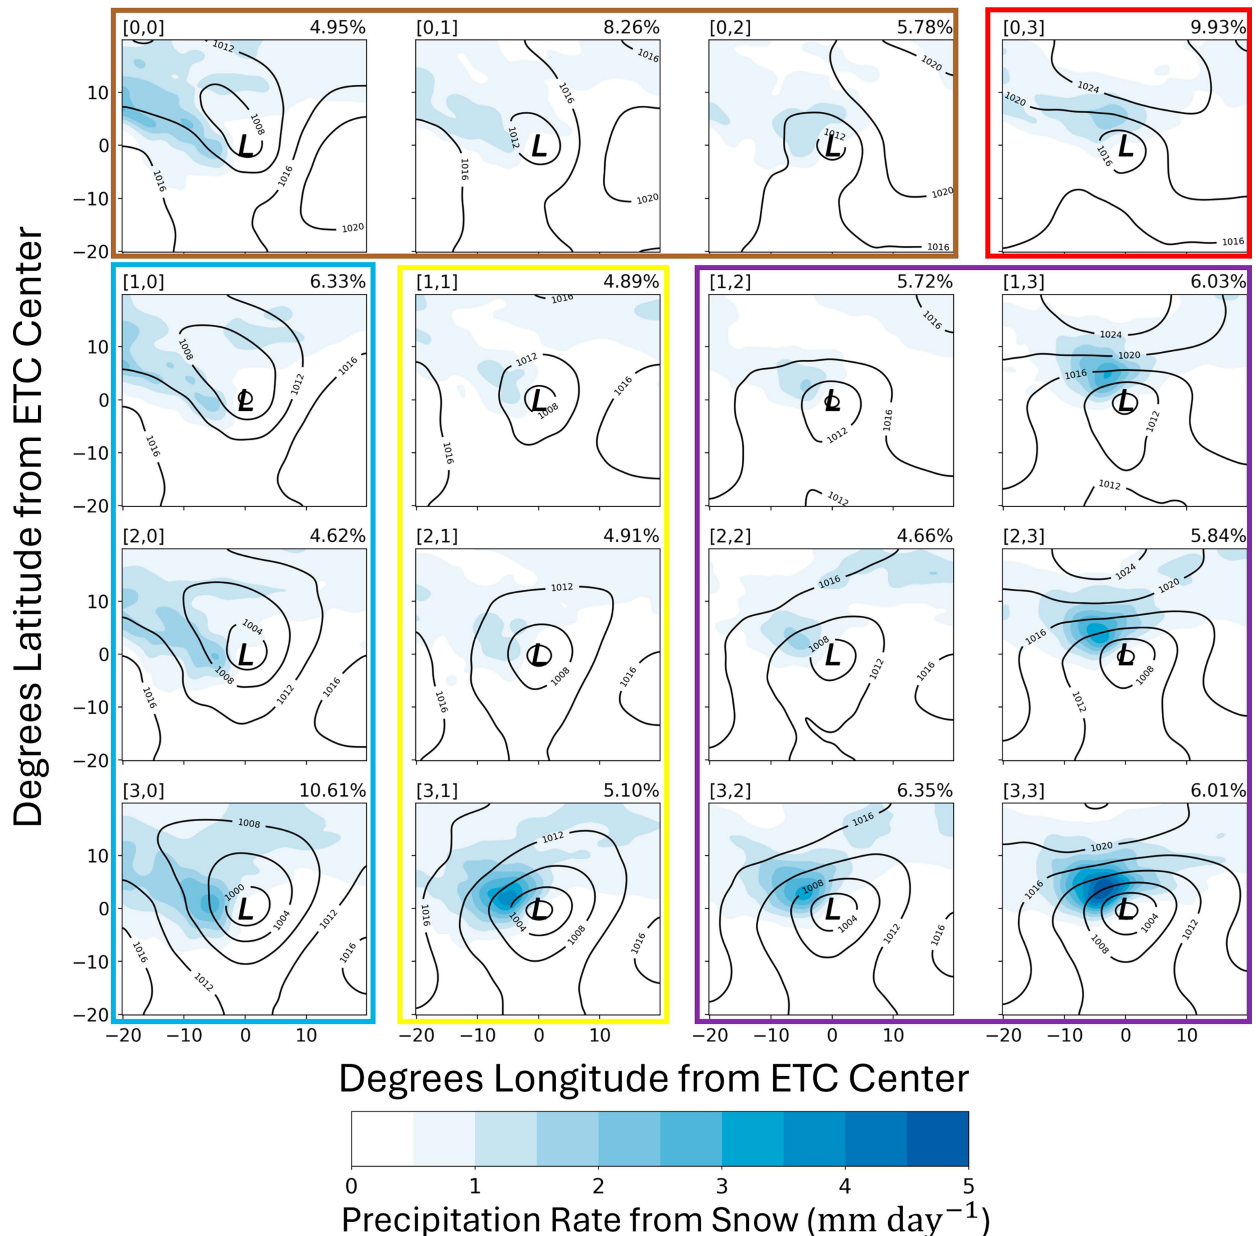 Degrees Latitude from ETC Center
[0,0] 4.95% [0,1] 8.26% [0,2] 5.78% [0,3] 9.93%
1012 1008 1016 1016 1020 L
1016 1016 1012 1016 1020 L
1020 1012 1020 1016 L
1024 1020 1016 1016 L
10
0
−10
−20
[1,0] 6.33% [1,1] 4.89% [1,2] 5.72% [1,3] 6.03%
1008 1016 1012 1016 L
1016 1012 1016 1008 1016 L
1016 1016 1012 1012 L
1024 1020 1016 1012 1012 L
10
0
−10
−20
[2,0] 4.62% [2,1] 4.91% [2,2] 4.66% [2,3] 5.84%
1004 1008 1012 1016 1016 L
1012 1008 1016 1016 L
1016 1008 1012 1016 L
1024 1020 1016 1008 1012 L
10
0
−10
−20
[3,0] 10.61% [3,1] 5.10% [3,2] 6.35% [3,3] 6.01%
1008 1000 1004 1012 1016 1016 1012 L
1012 1016 1004 1008 1016 L
1016 1008 1004 1012 1016 L
1020 1016 1004 1012 1008 L
10
0
−10
−20
−20 −10 0 10 −20 −10 0 10 −20 −10 0 10 −20 −10 0 10
Degrees Longitude from ETC Center
0 1 2 3 4 5
Precipitation Rate from Snow (mm day⁻¹)